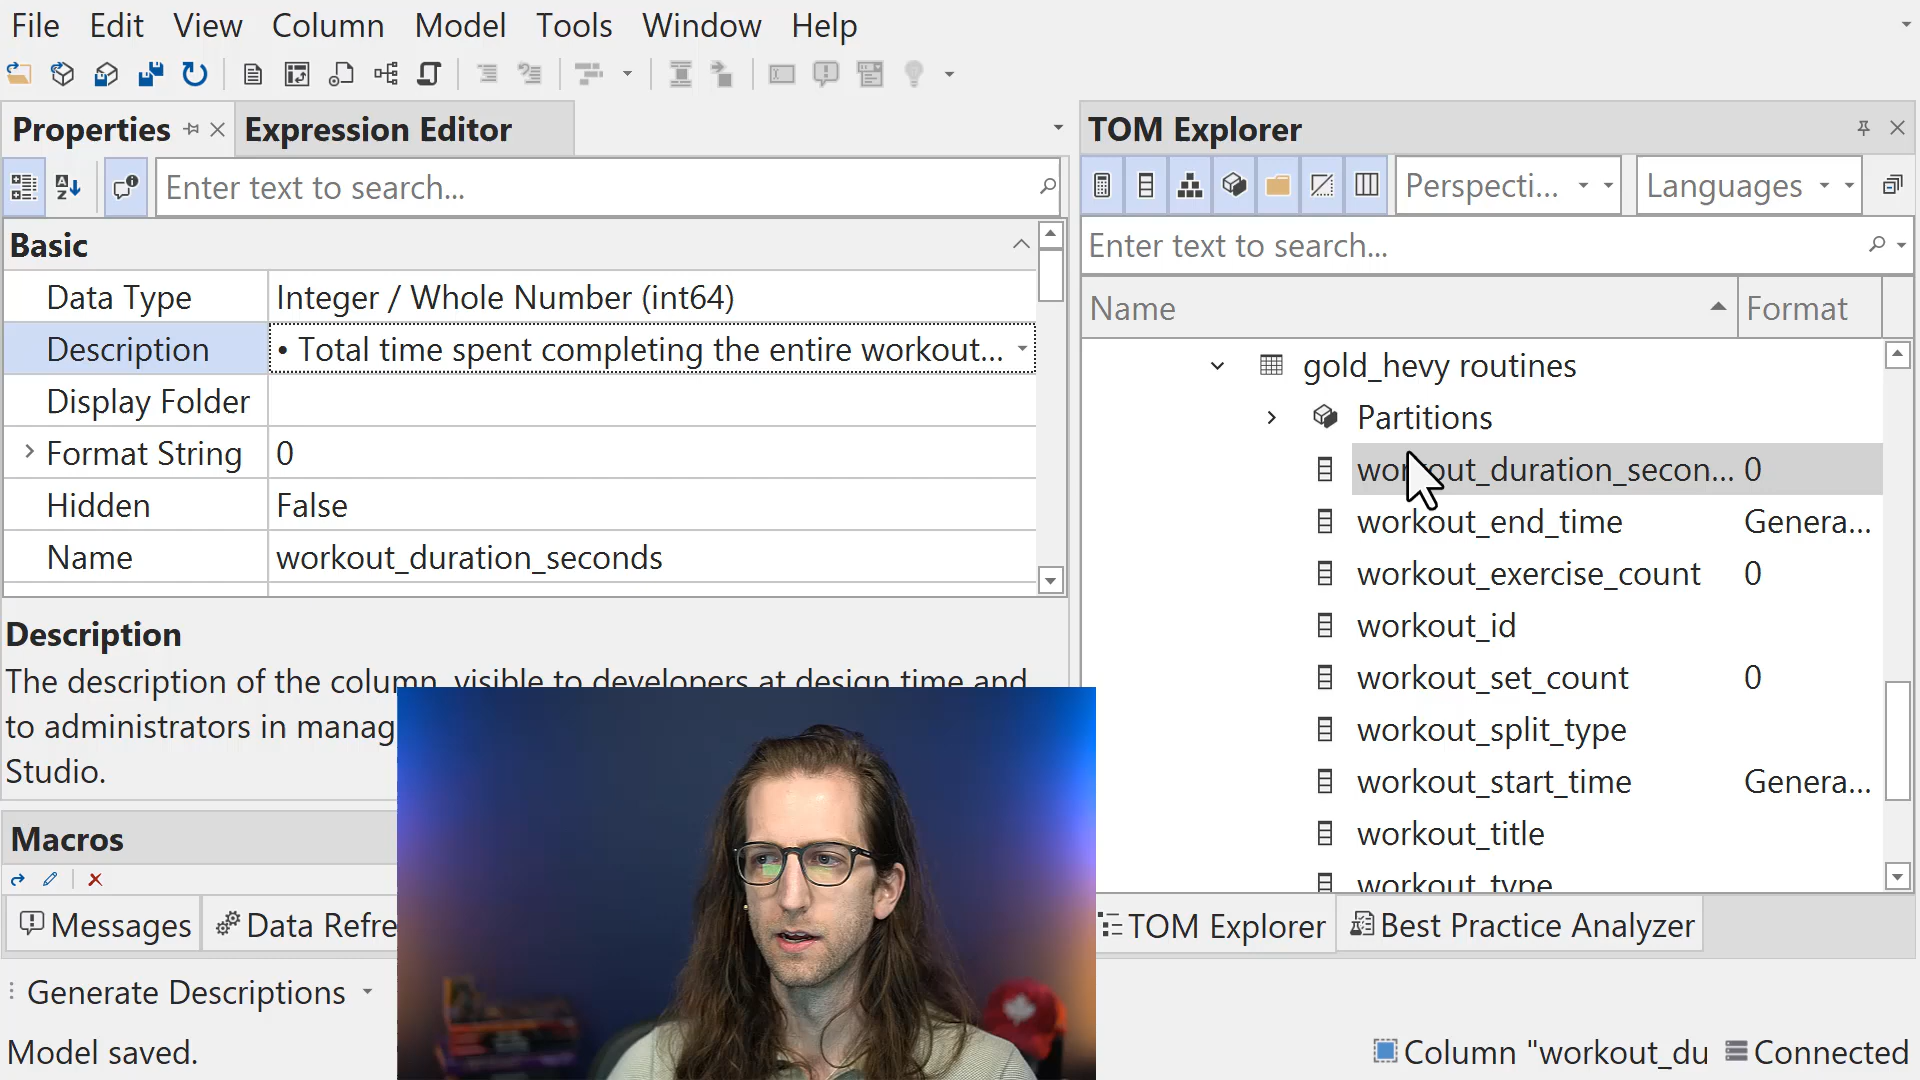 File Edit View Column Model Tools Window Help
Properties
Expression Editor
TOM Explorer
Enter text to search...
Perspecti...
Languages
Enter text to search...
Basic
Name
Format
Data Type
Integer / Whole Number (int64)
Description
• Total time spent completing the entire workout...
Display Folder
Format String
0
Hidden
False
Name
workout_duration_seconds
gold_hevy routines
Partitions
workout_duration_secon... 0
workout_end_time Genera...
workout_exercise_count 0
workout_id
workout_set_count 0
workout_split_type
workout_start_time Genera...
workout_title
workout_type
Description
The description of the column, visible to developers at design time and
to administrators in manag
Studio.
Macros
Messages
Data Refre
TOM Explorer
Best Practice Analyzer
Generate Descriptions
Model saved.
Column "workout_du
Connected